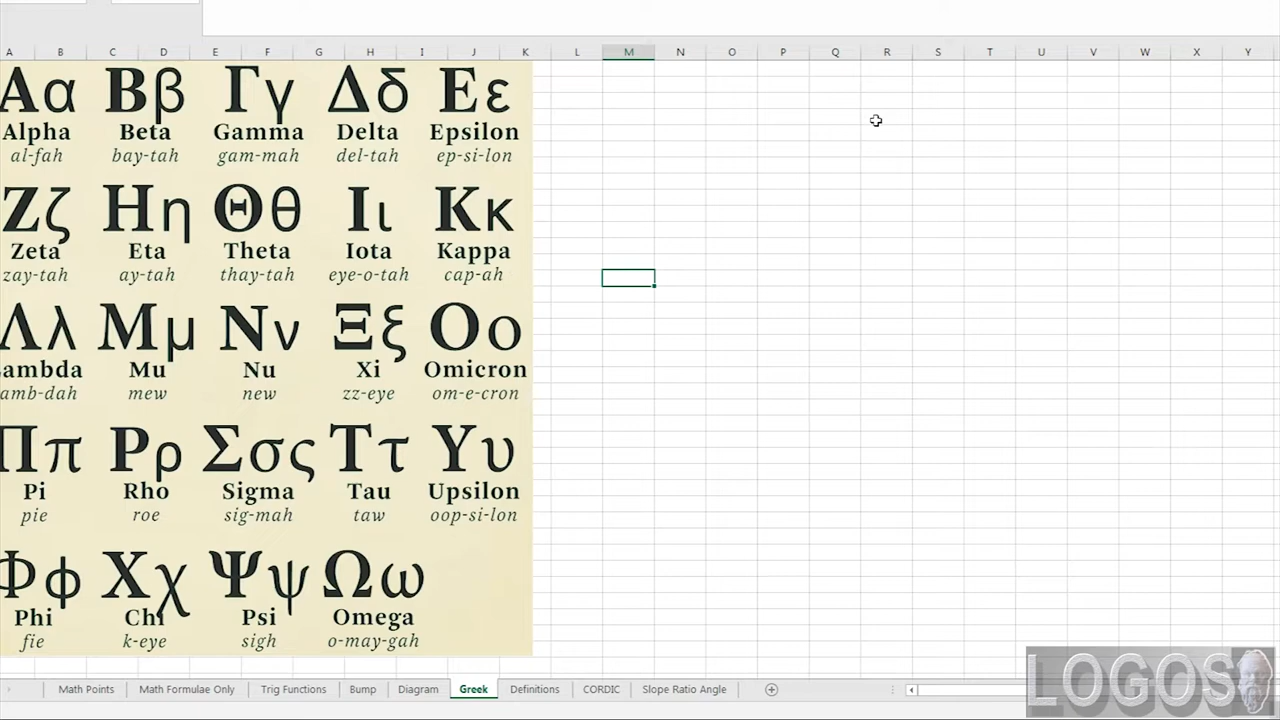 A B C D E F G H I J K L M N O P Q R S T U V W X Y
Αα Ββ Γγ Δδ Εε
Alpha Beta Gamma Delta Epsilon
al-fah bay-tah gam-mah del-tah ep-si-lon
Ζζ Ηη Θθ Ιι Κκ
Zeta Eta Theta Iota Kappa
zay-tah ay-tah thay-tah eye-o-tah cap-ah
Λλ Μμ Νν Ξξ Οο
ambda Mu Nu Xi Omicron
amb-dah mew new zz-eye om-e-cron
Ππ Ρρ Σσς Ττ Υυ
Pi Rho Sigma Tau Upsilon
pie roe sig-mah taw oop-si-lon
Φφ Χχ Ψψ Ωω
Phi Chi Psi Omega
fie k-eye sigh o-may-gah
Math Points Math Formulae Only Trig Functions Bump Diagram Greek Definitions CORDIC Slope Ratio Angle
LOGOS